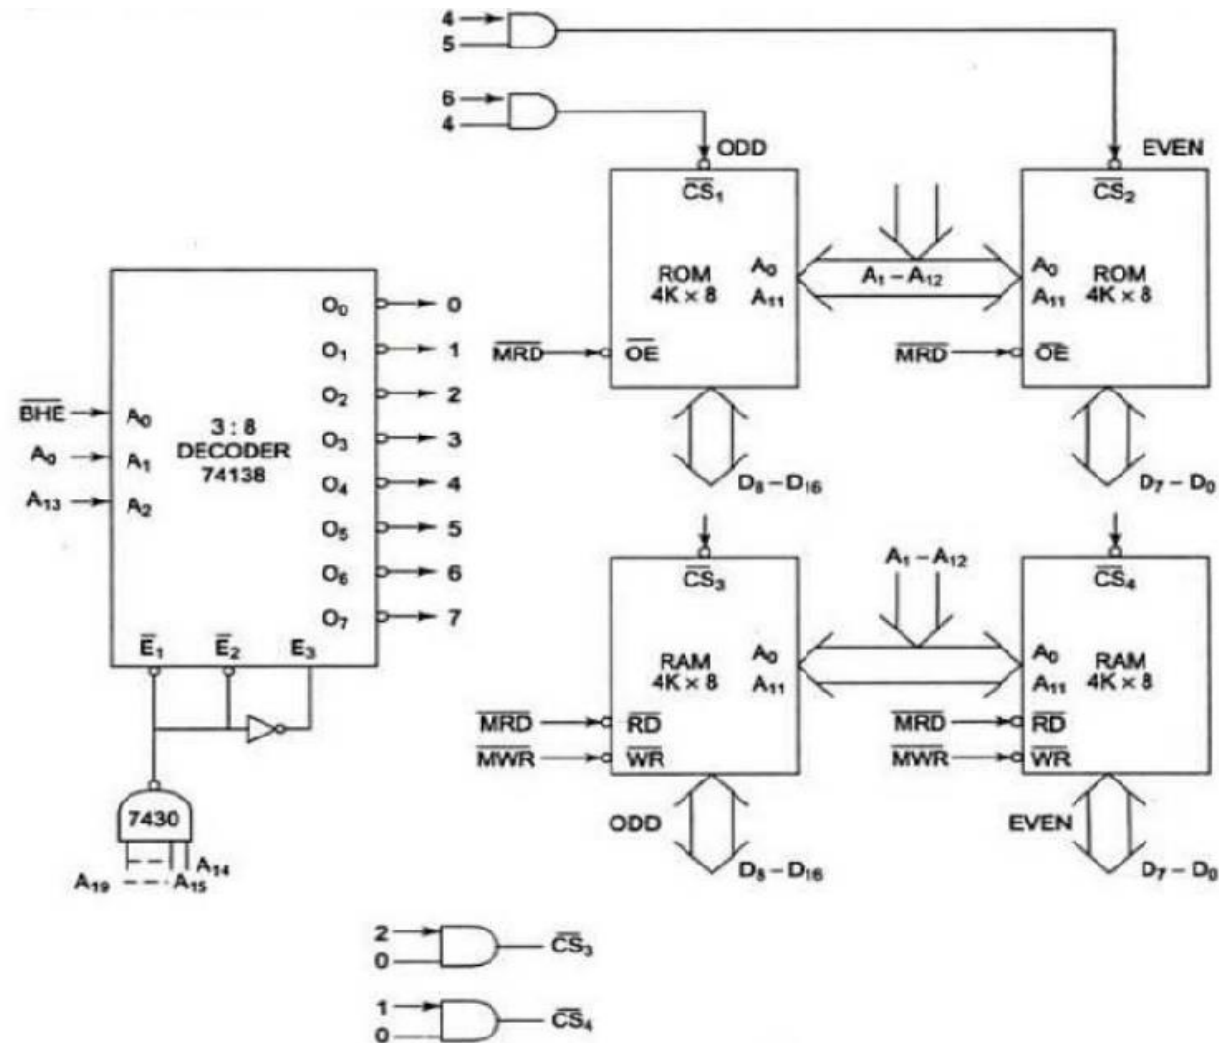 4
5
6
4
ODD
EVEN
CS1
CS2
ROM
4K × 8
A0
A11
A1 – A12
ROM
4K × 8
A0
A11
MRD
OE
MRD
OE
D8 – D16
D7 – D0
BHE
A0
A13
A0
A1
A2
3 : 8
DECODER
74138
O0
O1
O2
O3
O4
O5
O6
O7
0
1
2
3
4
5
6
7
E1
E2
E3
7430
A19
A15
A14
CS3
CS4
A1 – A12
RAM
4K × 8
A0
A11
RAM
4K × 8
A0
A11
MRD
RD
MWR
WR
MRD
RD
MWR
WR
ODD
EVEN
D8 – D16
D7 – D0
2
0
CS3
1
0
CS4